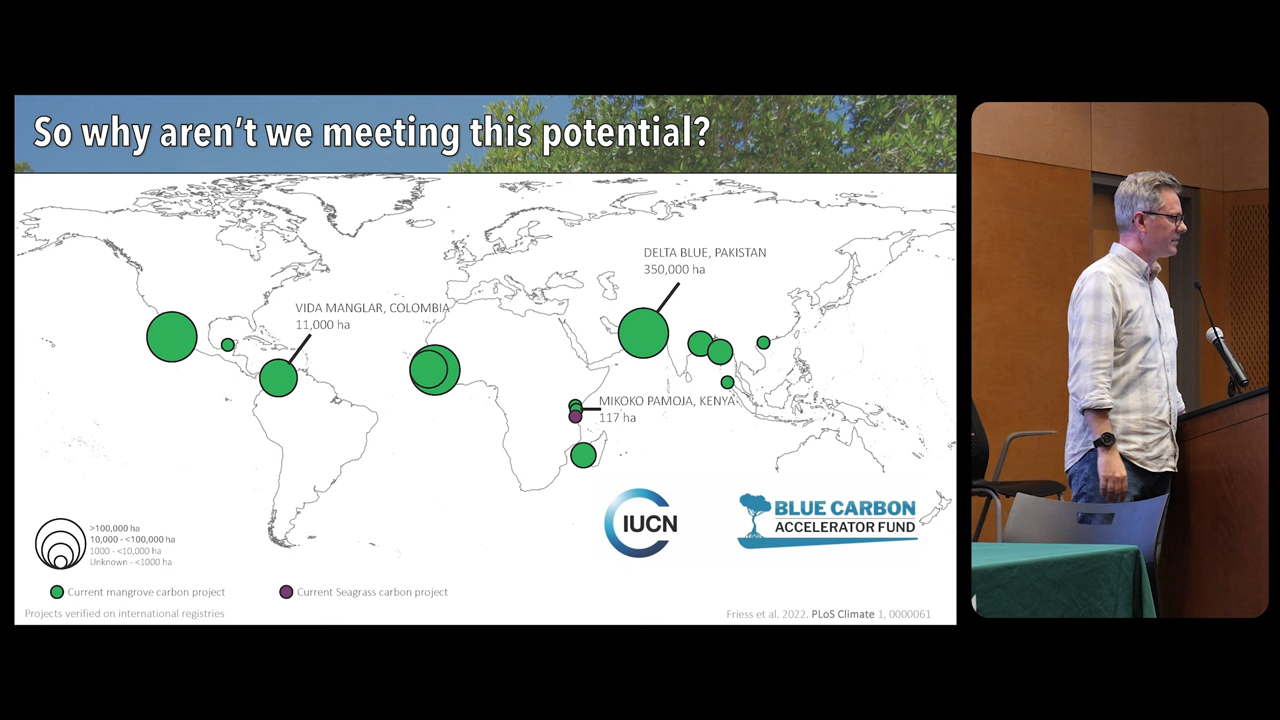 So why aren't we meeting this potential?
DELTA BLUE, PAKISTAN
350,000 ha
VIDA MANGLAR, COLOMBIA
11,000 ha
MIKOKO PAMOJA, KENYA
117 ha
IUCN
BLUE CARBON
ACCELERATOR FUND
>100,000 ha
10,000 - <100,000 ha
1000 - <10,000 ha
Unknown - <1000 ha
Current mangrove carbon project
Current Seagrass carbon project
Projects verified on international registries
Friess et al. 2022. PLoS Climate 1, 0000061